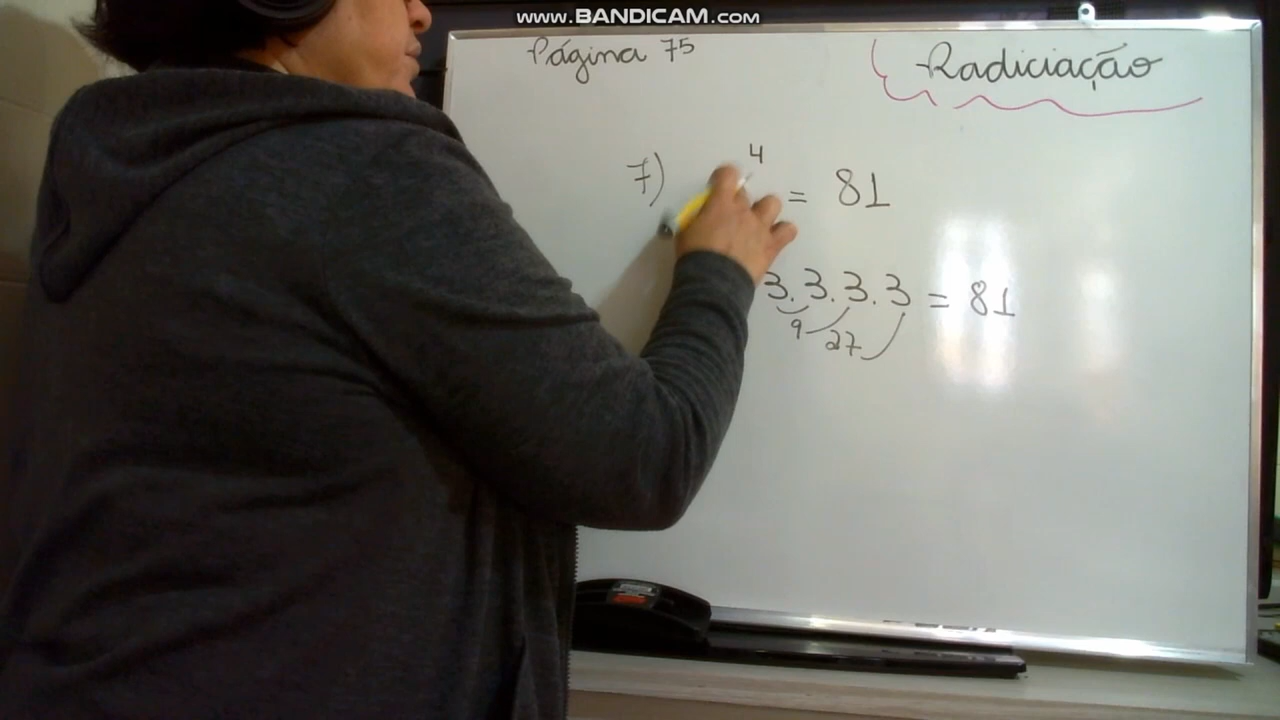 www.BANDICAM.com
Página 75
Radiciação
7) 4 = 81
3.3.3.3 = 81
9 27